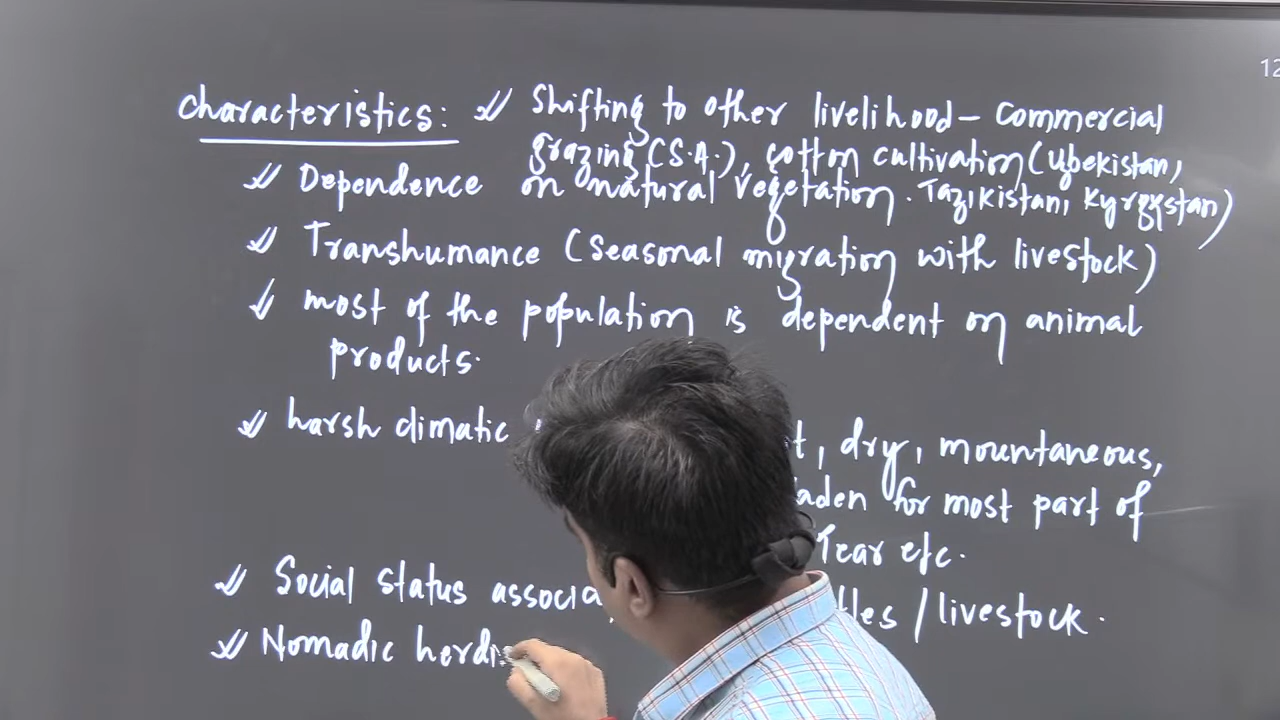 12
characteristics: Shifting to other livelihood – commercial
grazing (S.A.), cotton cultivation (Uzbekistan,
Dependence on natural vegetation. Tazikistan, Kyrgystan)
Transhumance (seasonal migration with livestock)
most of the population is dependent on animal
products.
harsh climatic t, dry, mountaneous,
aden for most part of
Year etc.
Social status associa tles / livestock.
Nomadic herdi